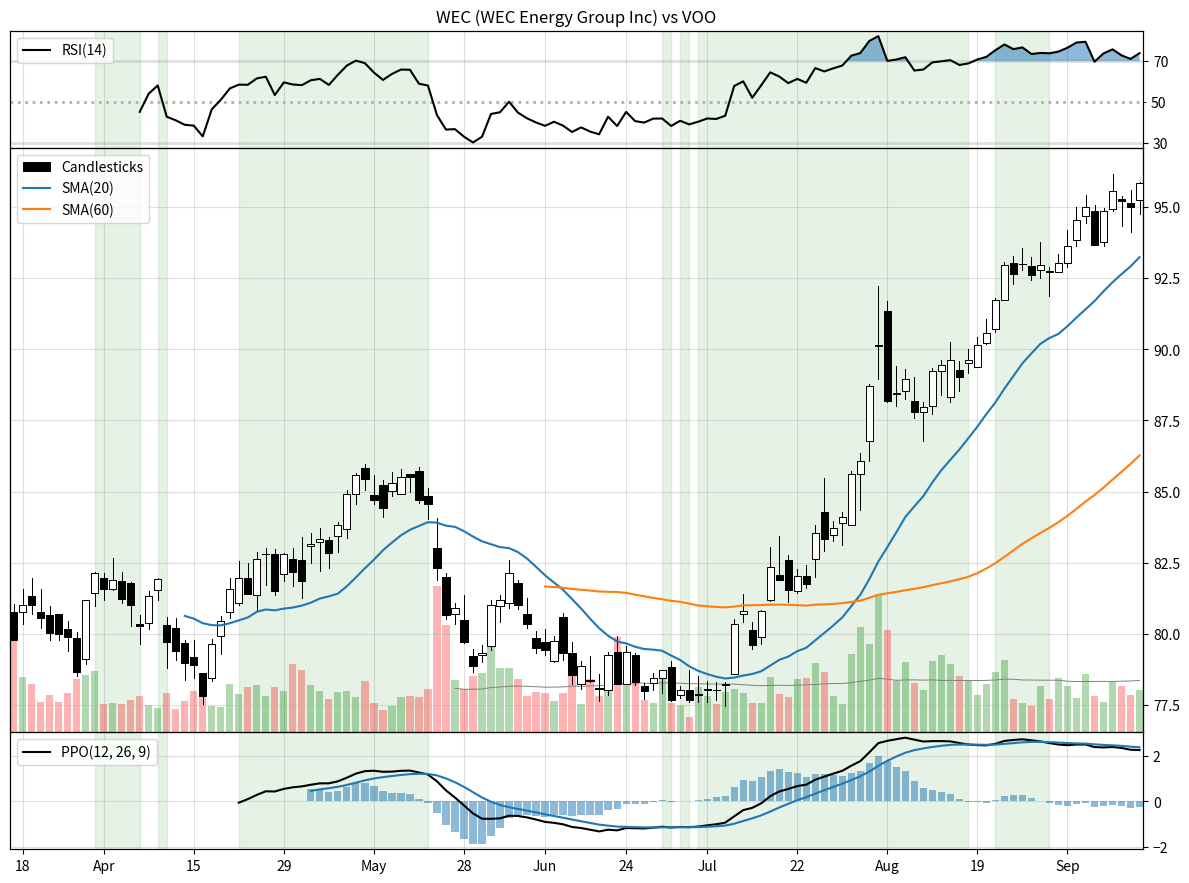 WEC (WEC Energy Group Inc) vs VOO
RSI(14)
70
50
30
Candlesticks
SMA(20)
SMA(60)
95.0
92.5
90.0
87.5
85.0
82.5
80.0
77.5
PPO(12, 26, 9)
2
0
−2
18 Apr 15 29 May 28 Jun 24 Jul 22 Aug 19 Sep